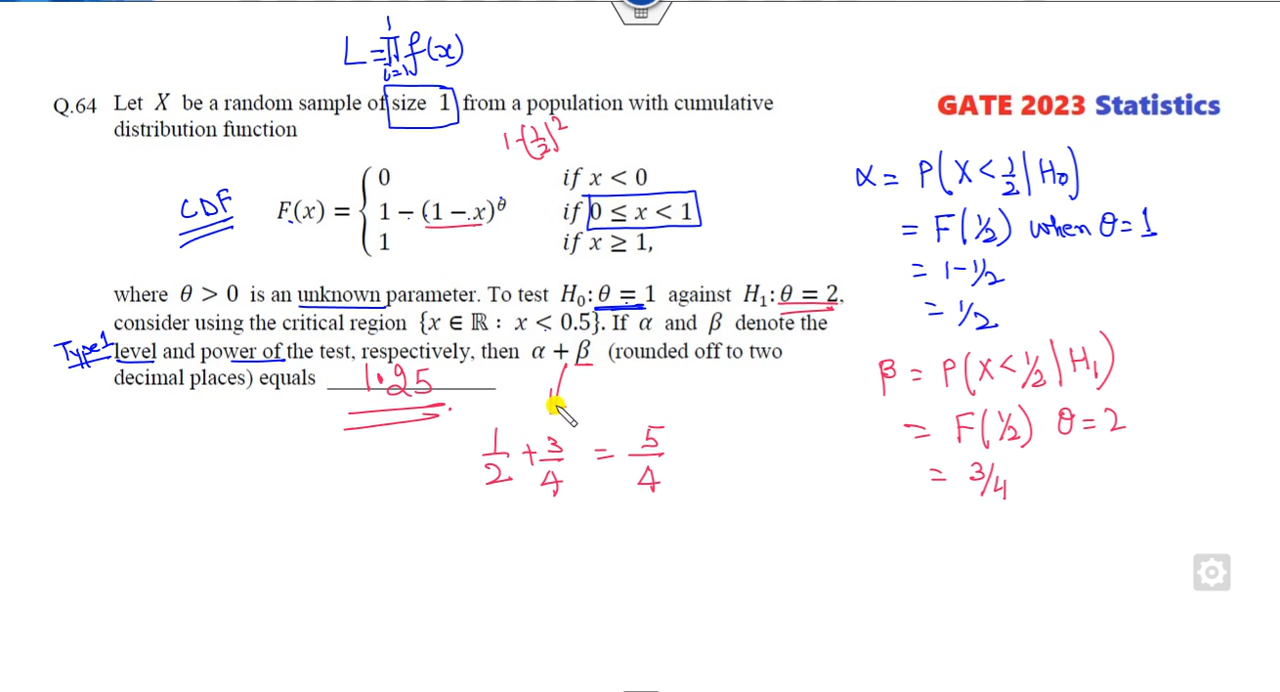 L = ∏ f(x)
i=1
1
Q.64 Let X be a random sample of size 1 from a population with cumulative
distribution function
GATE 2023 Statistics
1-(1/2)²
CDF
F(x) = { 0 if x < 0
1 − (1 − x)^θ if 0 ≤ x < 1
1 if x ≥ 1,
where θ > 0 is an unknown parameter. To test H₀: θ = 1 against H₁: θ = 2,
consider using the critical region {x ∈ ℝ : x < 0.5}. If α and β denote the
Type 1
level and power of the test, respectively, then α + β (rounded off to two
decimal places) equals 1.25
1/2 + 3/4 = 5/4
α = P(X < 1/2 | H₀)
= F(1/2) when θ = 1
= 1-1/2
= 1/2
β = P(X < 1/2 | H₁)
= F(1/2) θ = 2
= 3/4